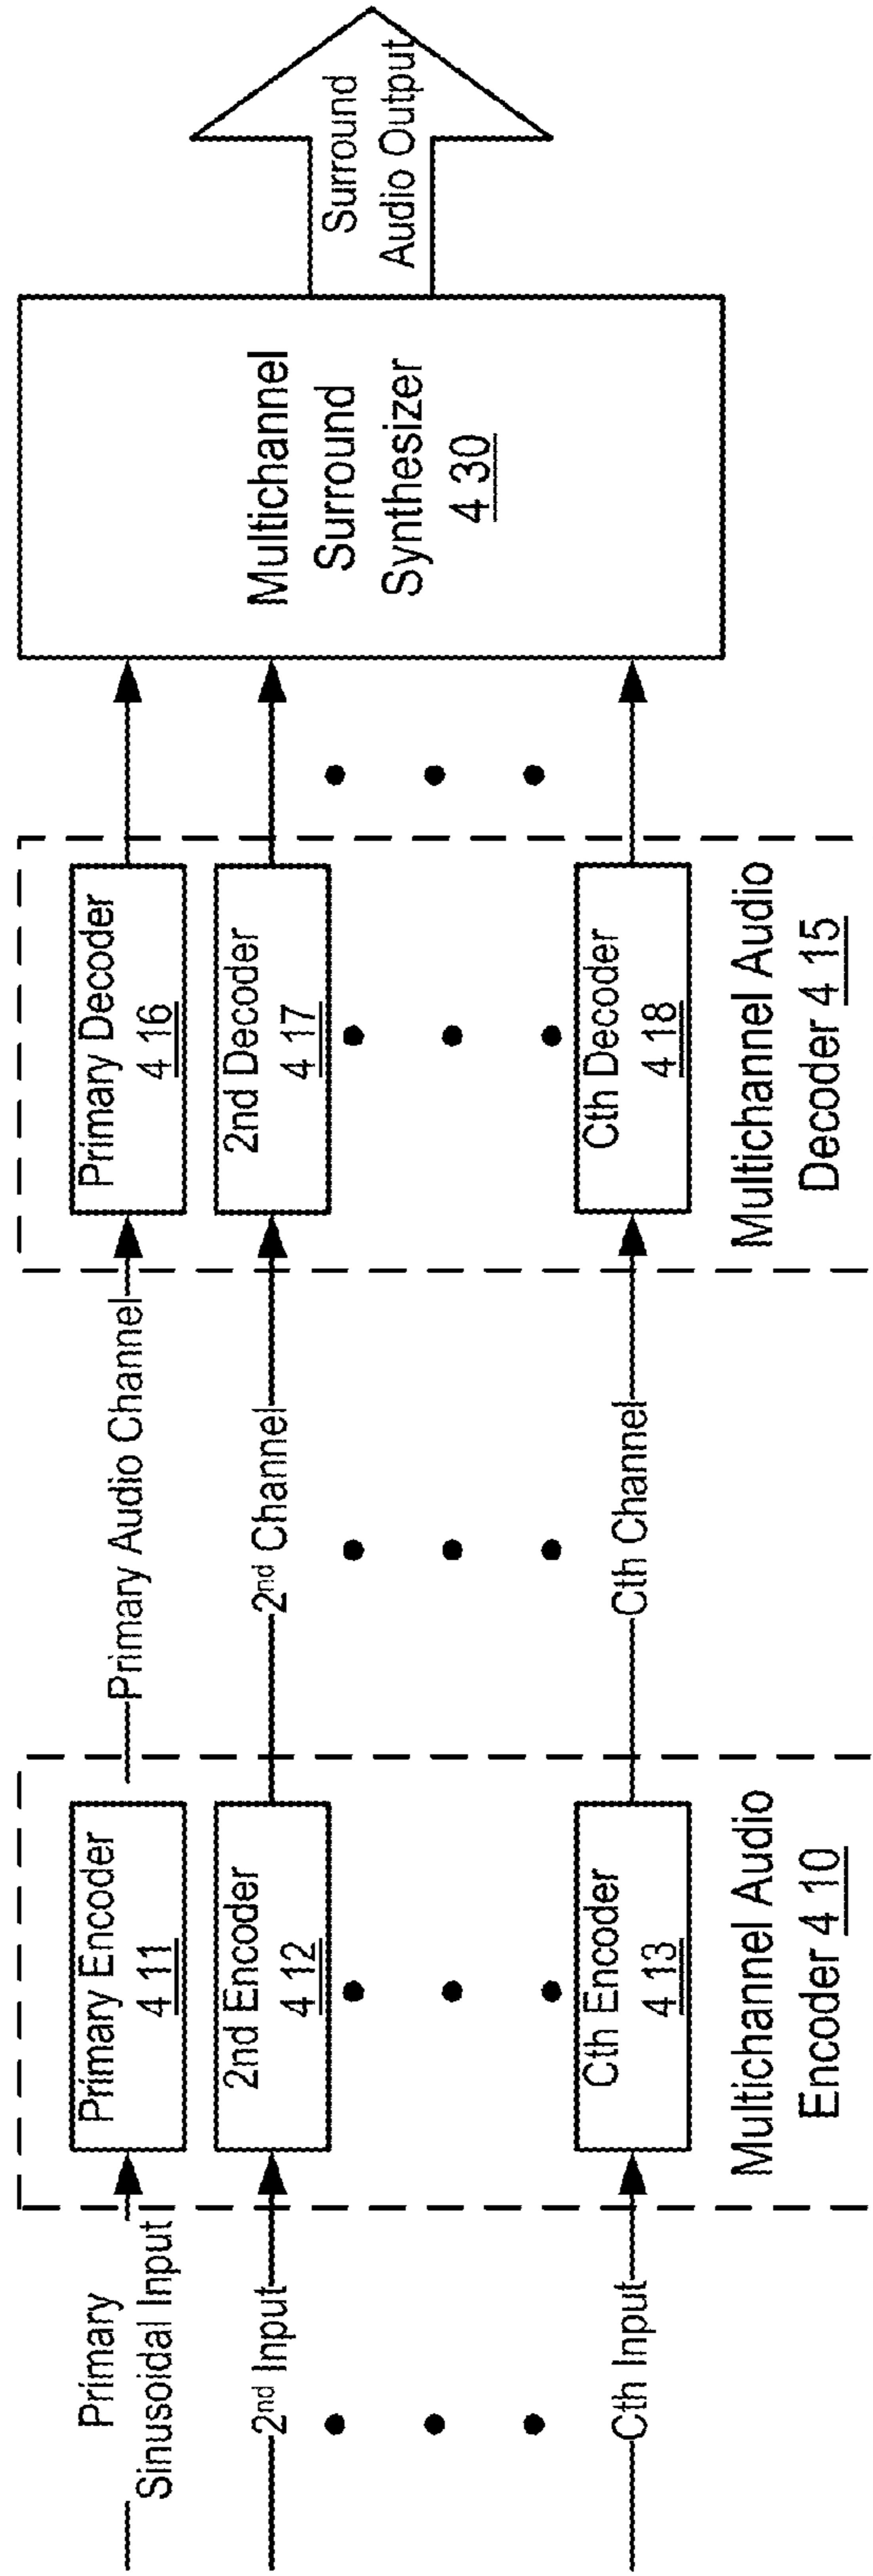 Primary
Sinusoidal Input
2nd Input
Cth Input
Primary Encoder
4 11
2nd Encoder
4 12
Cth Encoder
4 13
Multichannel Audio
Encoder 4 10
Primary Audio Channel
2nd Channel
Cth Channel
Primary Decoder
4 16
2nd Decoder
4 17
Cth Decoder
4 18
Multichannel Audio
Decoder 4 15
Multichannel
Surround
Synthesizer
4 30
Surround
Audio Output